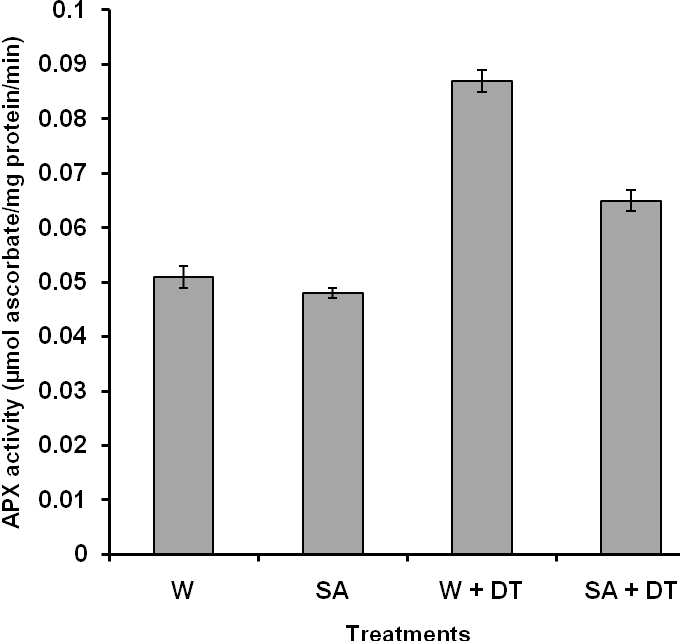 APX activity (µmol ascorbate/mg protein/min)
0.1
0.09
0.08
0.07
0.06
0.05
0.04
0.03
0.02
0.01
0
W
SA
W + DT
SA + DT
Treatments